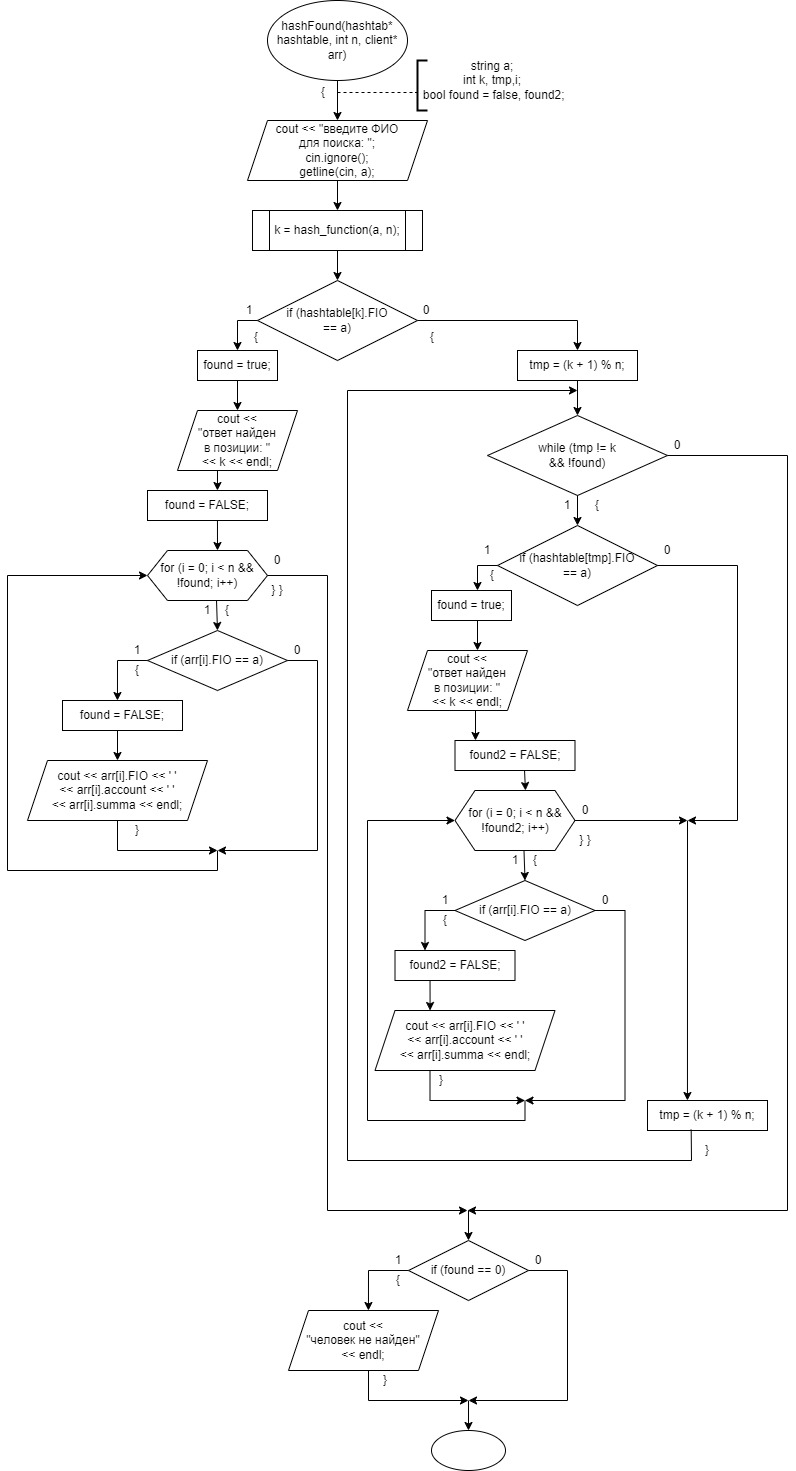 hashFound(hashtab*
hashtable, int n, client*
arr)
string a;
int k, tmp,i;
bool found = false, found2;
{
cout << "введите ФИО
для поиска: ";
cin.ignore();
getline(cin, a);
k = hash_function(a, n);
if (hashtable[k].FIO
== a)
1
0
{
{
found = true;
cout <<
"ответ найден
в позиции: "
<< k << endl;
found = FALSE;
for (i = 0; i < n &&
!found; i++)
0
} }
1
{
if (arr[i].FIO == a)
1
0
{
found = FALSE;
cout << arr[i].FIO << ' '
<< arr[i].account << ' '
<< arr[i].summa << endl;
}
tmp = (k + 1) % n;
while (tmp != k
&& !found)
0
1
{
if (hashtable[tmp].FIO
== a)
1
0
{
found = true;
cout <<
"ответ найден
в позиции: "
<< k << endl;
found2 = FALSE;
for (i = 0; i < n &&
!found2; i++)
0
} }
1
{
if (arr[i].FIO == a)
1
0
{
found2 = FALSE;
cout << arr[i].FIO << ' '
<< arr[i].account << ' '
<< arr[i].summa << endl;
}
tmp = (k + 1) % n;
}
if (found == 0)
1
0
{
cout <<
"человек не найден"
<< endl;
}